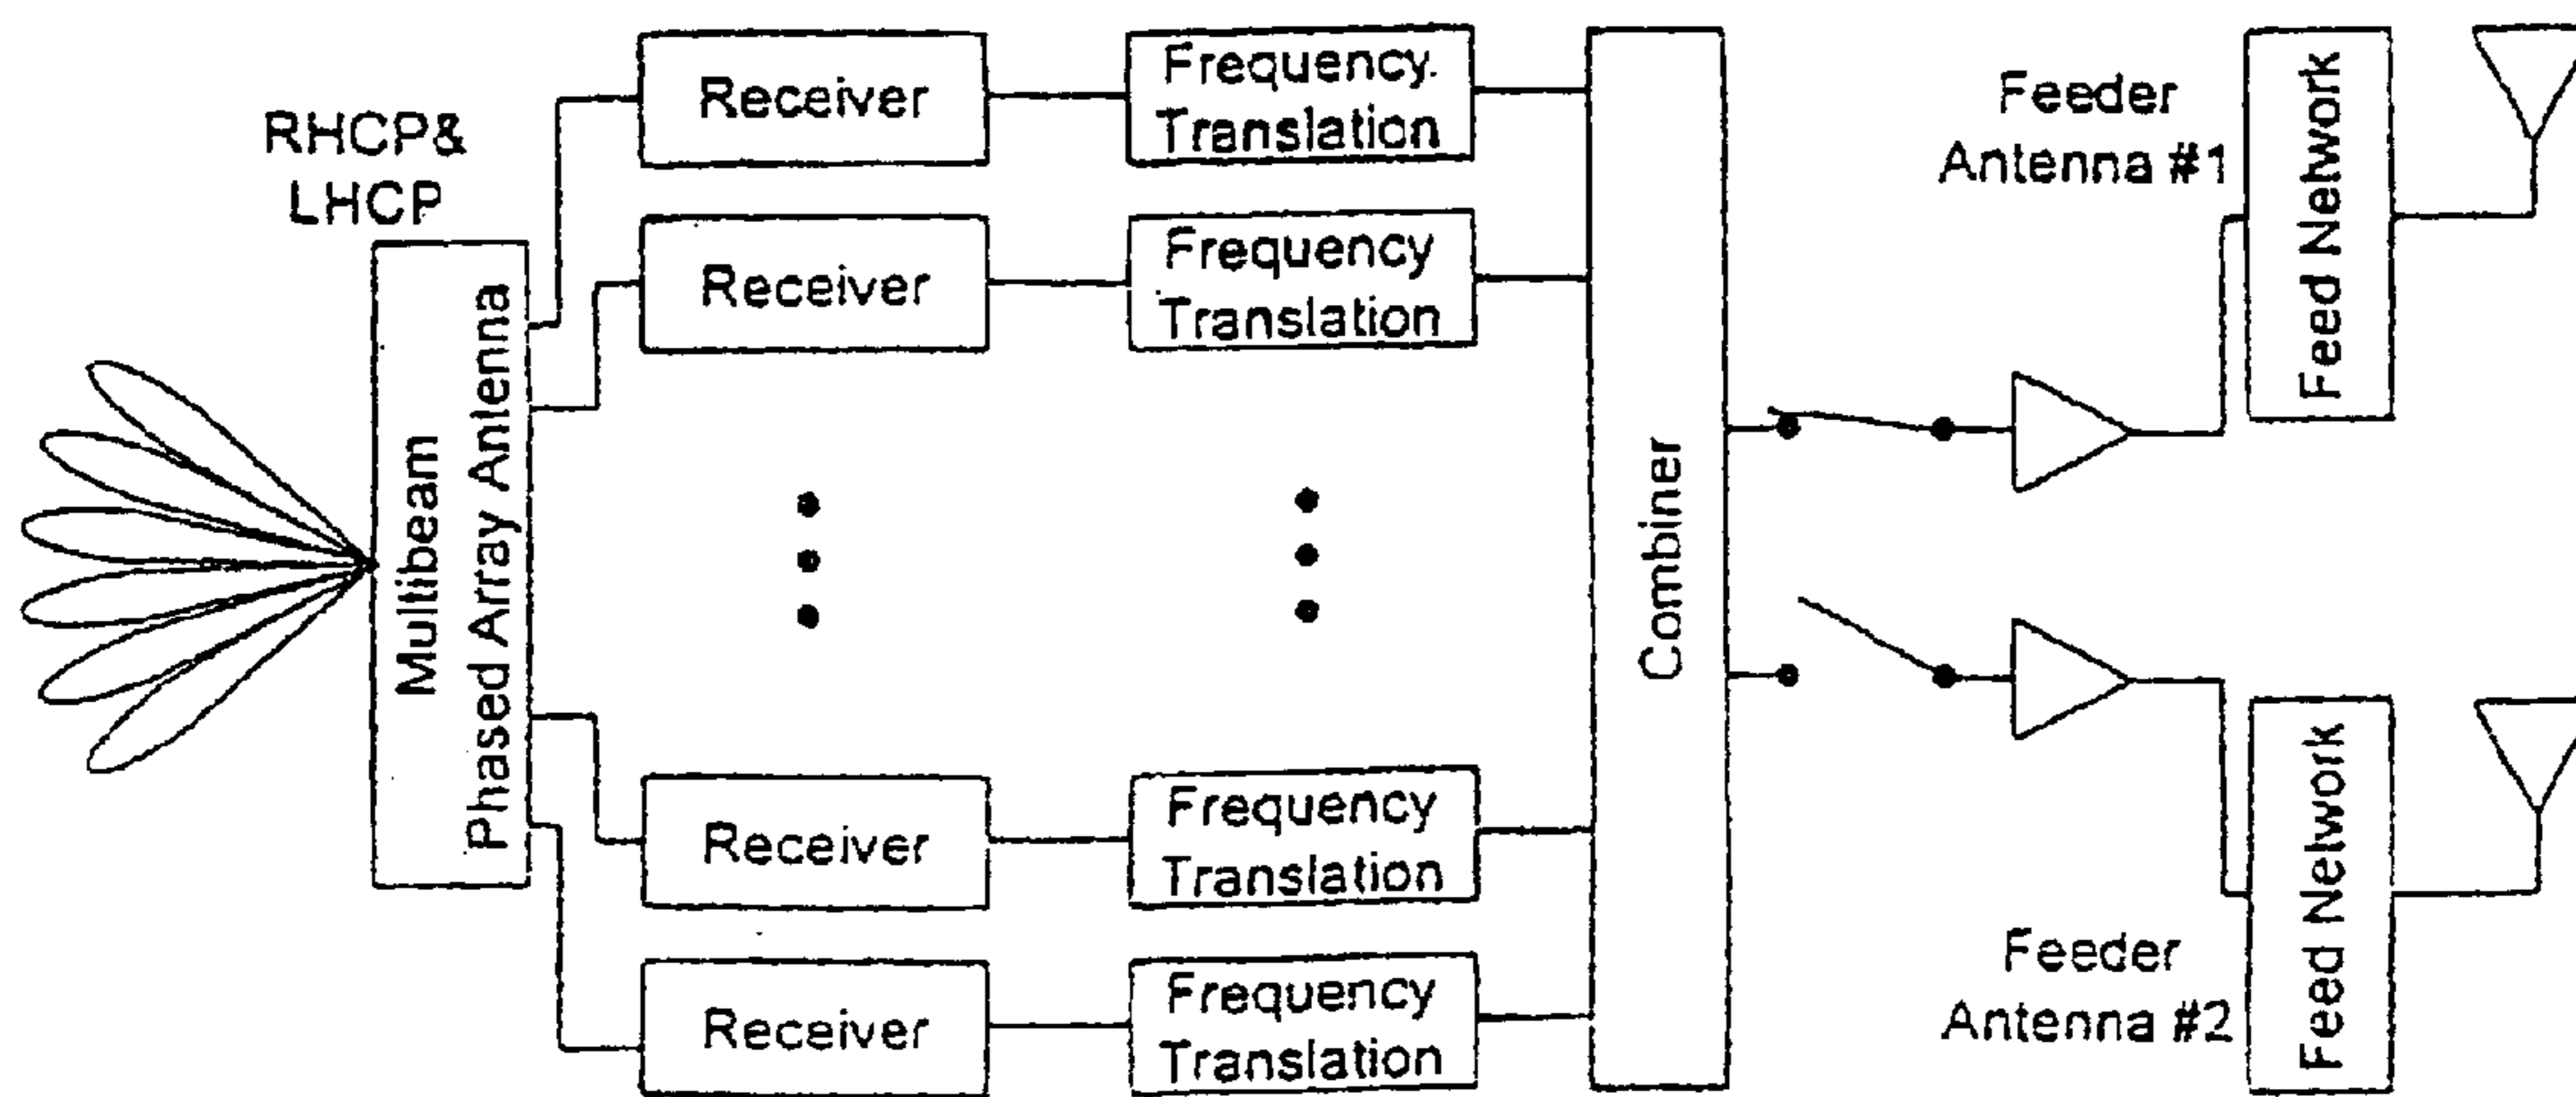 RHCP&
LHCP
Multibeam
Phased Array Antenna
Receiver
Frequency
Translation
Receiver
Frequency
Translation
Receiver
Frequency
Translation
Receiver
Frequency
Translation
Combiner
Feeder
Antenna #1
Feed Network
Feeder
Antenna #2
Feed Network